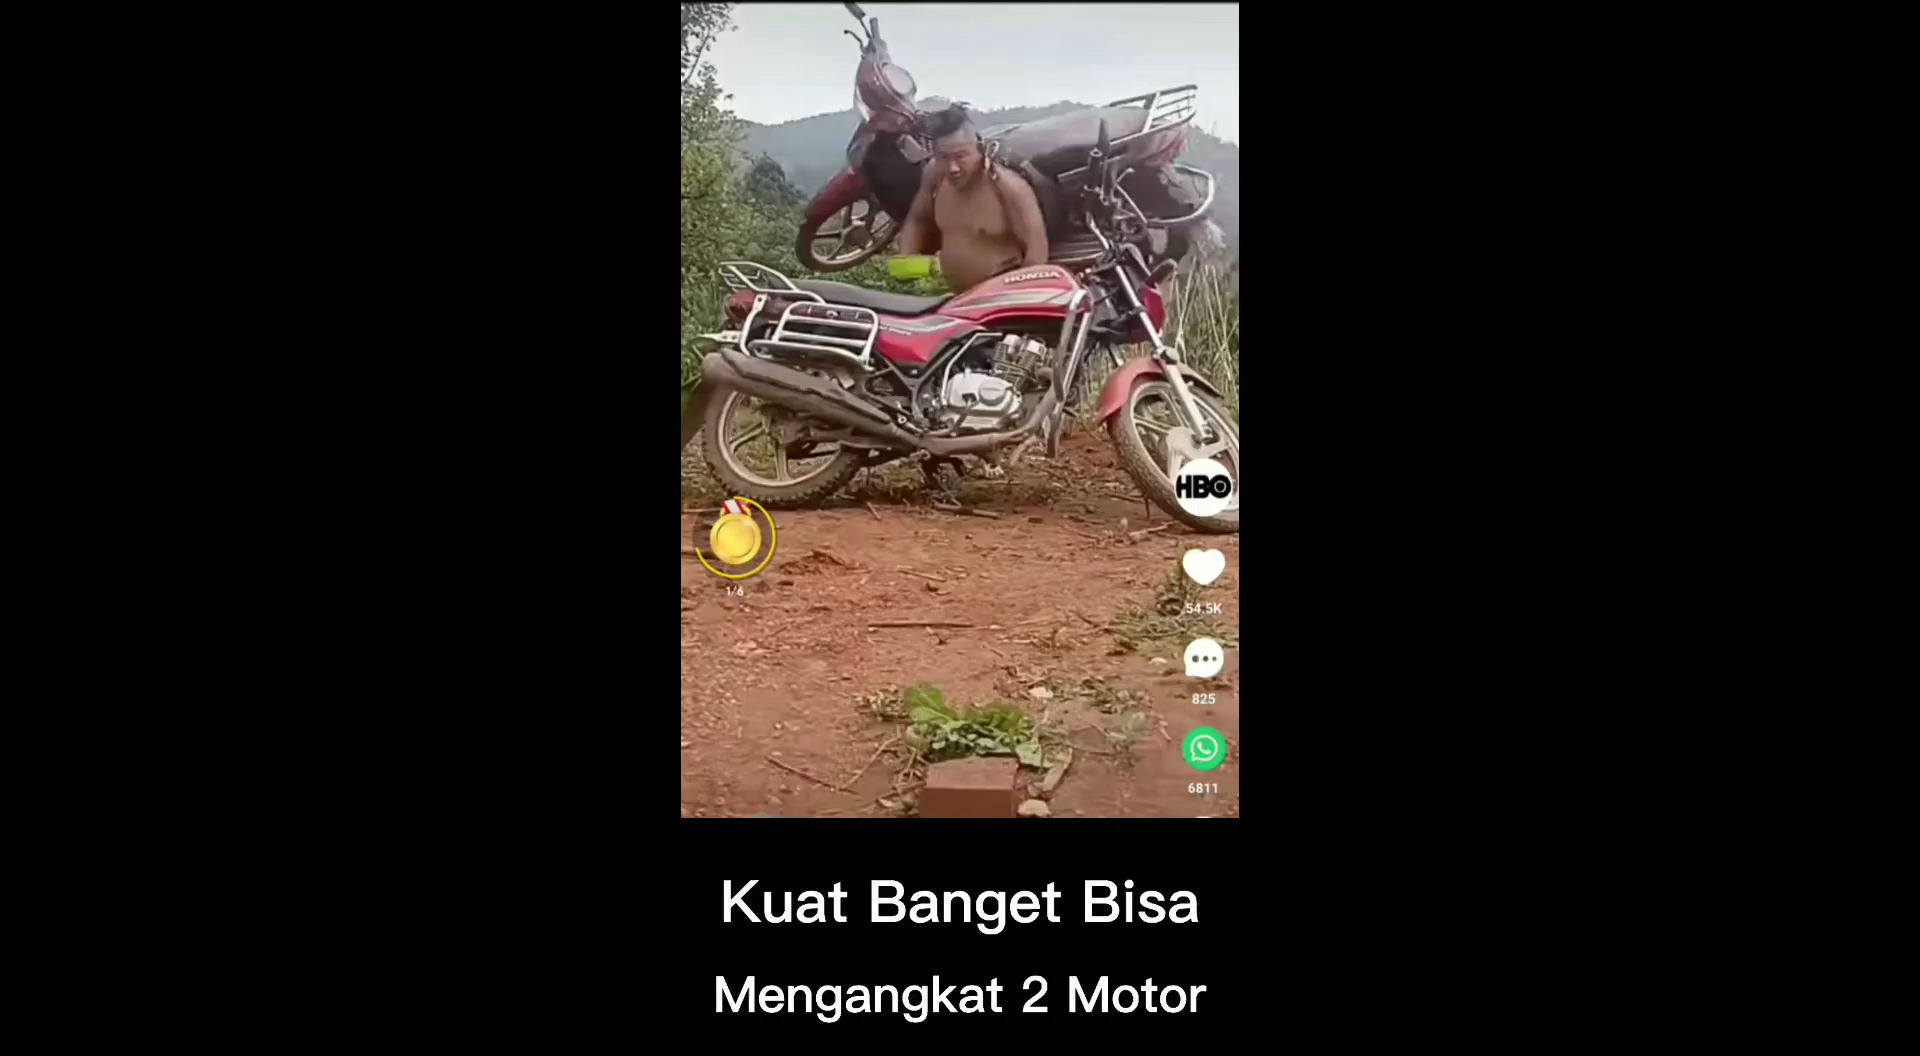 HONDA
HBO
1/6
54.5K
825
6811
Kuat Banget Bisa
Mengangkat 2 Motor